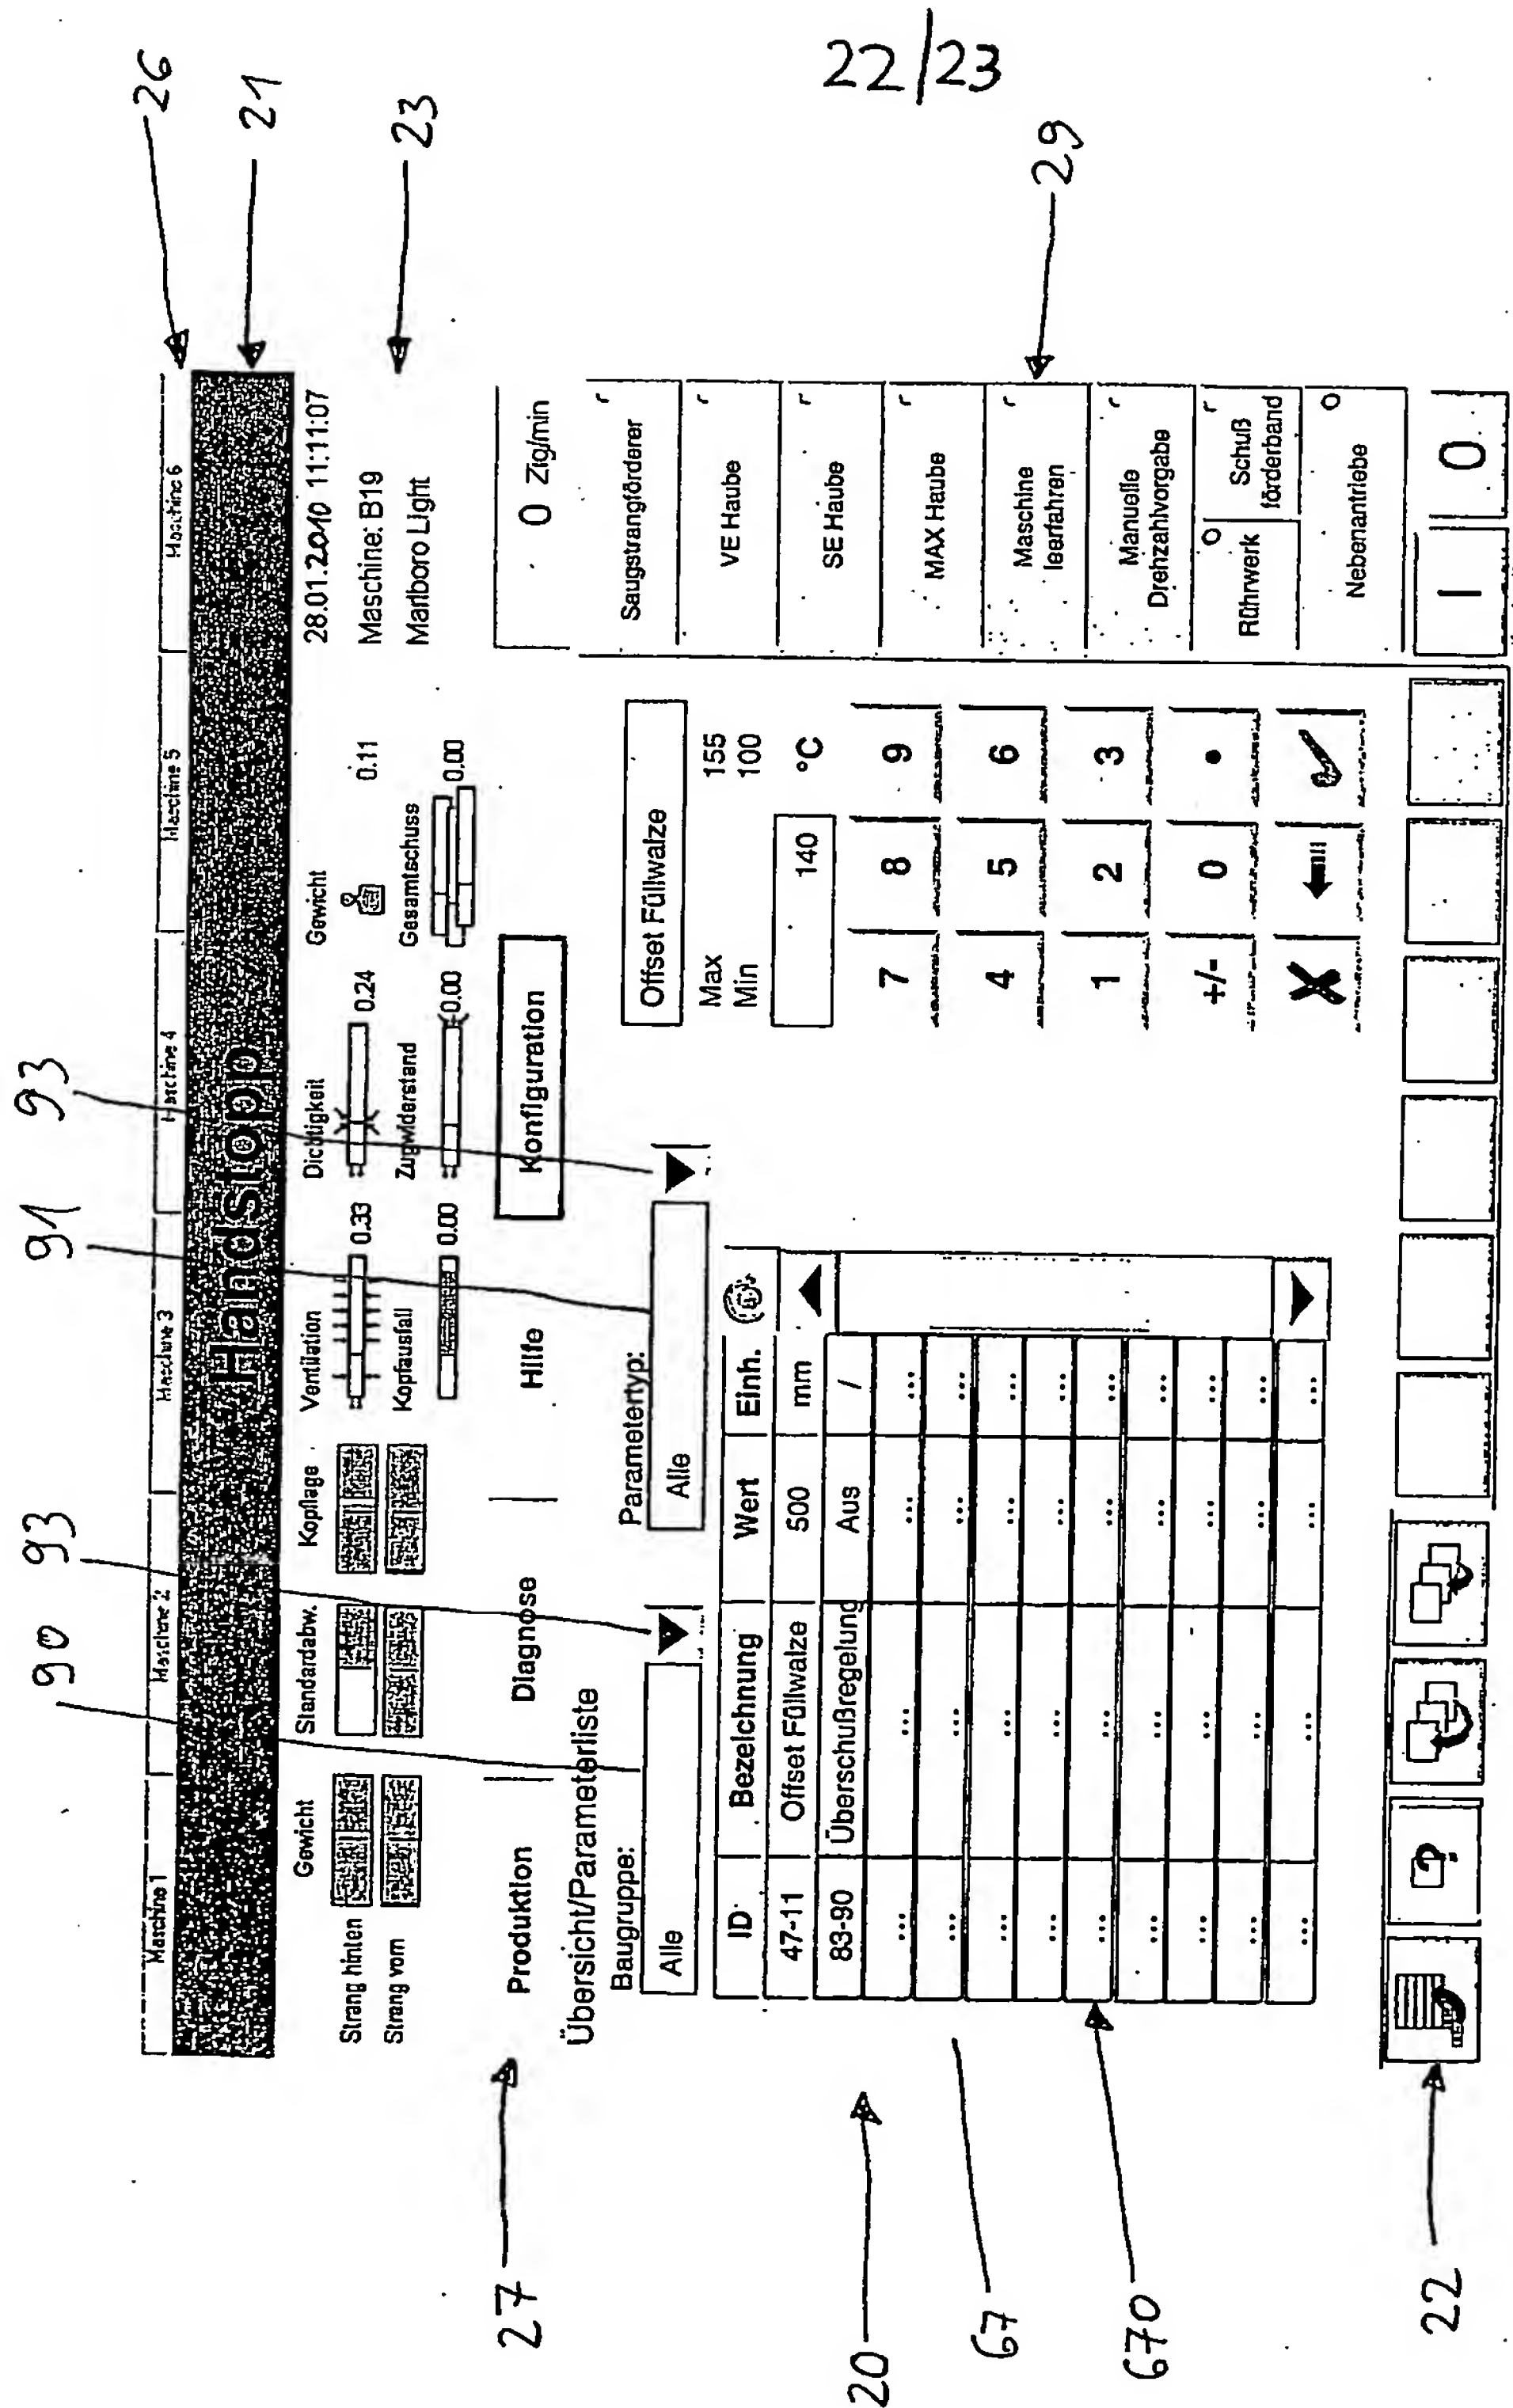 22/23
26
21
23
29
93
91
93
90
27
20
67
670
22
Maschine 1
Maschine 2
Maschine 3
Maschine 4
Maschine 5
Maschine 6
Handstopp
28.01.2010 11:11:07
Maschine: B19
Marlboro Light
Gewicht
Standardabw.
Kopflage
Ventilation
Dichtigkeit
Gewicht
Strang hinten
0.33
0.24
0.11
Kopfausfall
Zugwiderstand
Gesamtschuss
Strang vorn
0.00
0.00
0.00
Produktion
Diagnose
Hilfe
Konfiguration
0 Zig/min
Übersicht/Parameterliste
Baugruppe:
Parametertyp:
Alle
Alle
ID
Bezeichnung
Wert
Einh.
47-11
Offset Füllwalze
500
mm
83-90
Überschußregelung
Aus
/
... ... ... ...
... ... ... ...
... ... ... ...
... ... ... ...
... ... ... ...
... ... ... ...
... ... ... ...
... ... ... ...
... ... ... ...
Offset Füllwalze
Max 155
Min 100
140 °C
7 8 9
4 5 6
1 2 3
+/- 0 •
X
Saugstrangförderer
VE Haube
SE Haube
MAX Haube
Maschine
leerfahren
Manuelle
Drehzahlvorgabe
Rührwerk
Schuß
förderband
Nebenantriebe
?
I
0